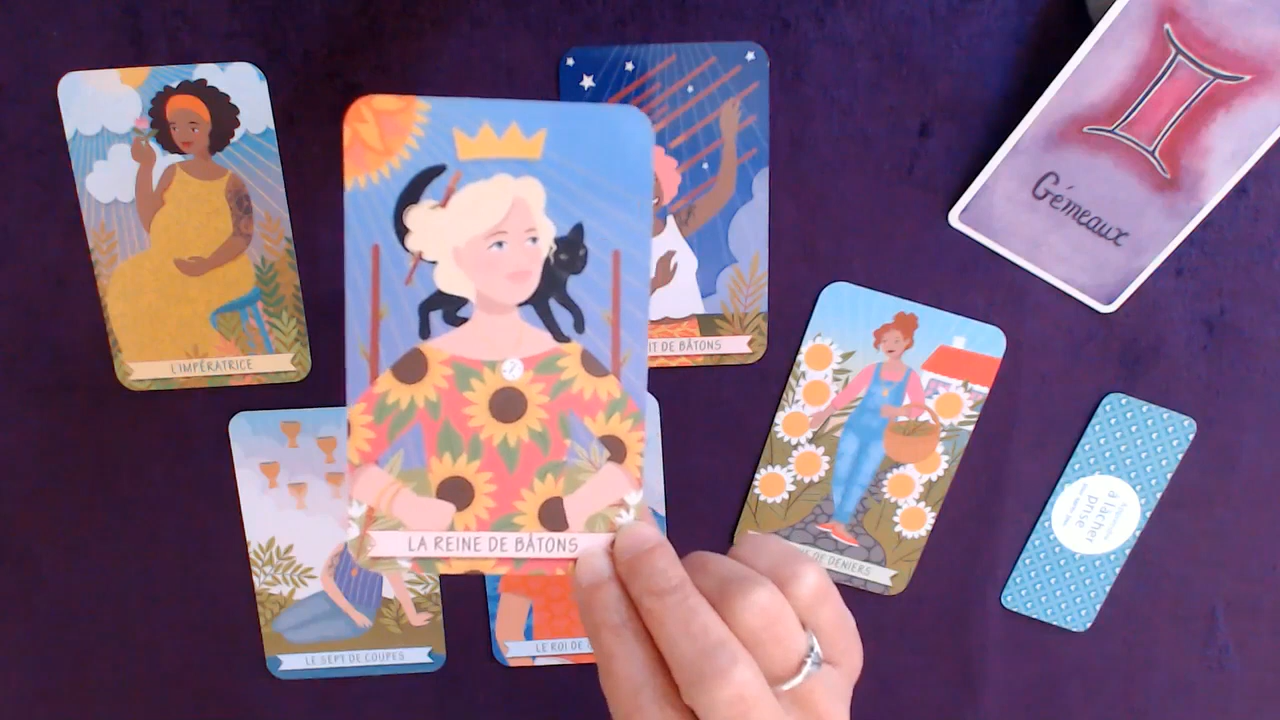 L'IMPÉRATRICE
IT DE BÂTONS
Gémeaux
LA REINE DE BÂTONS
DE DENIERS
à lâcher
prise
LE SEPT DE COUPES
LE ROI DE